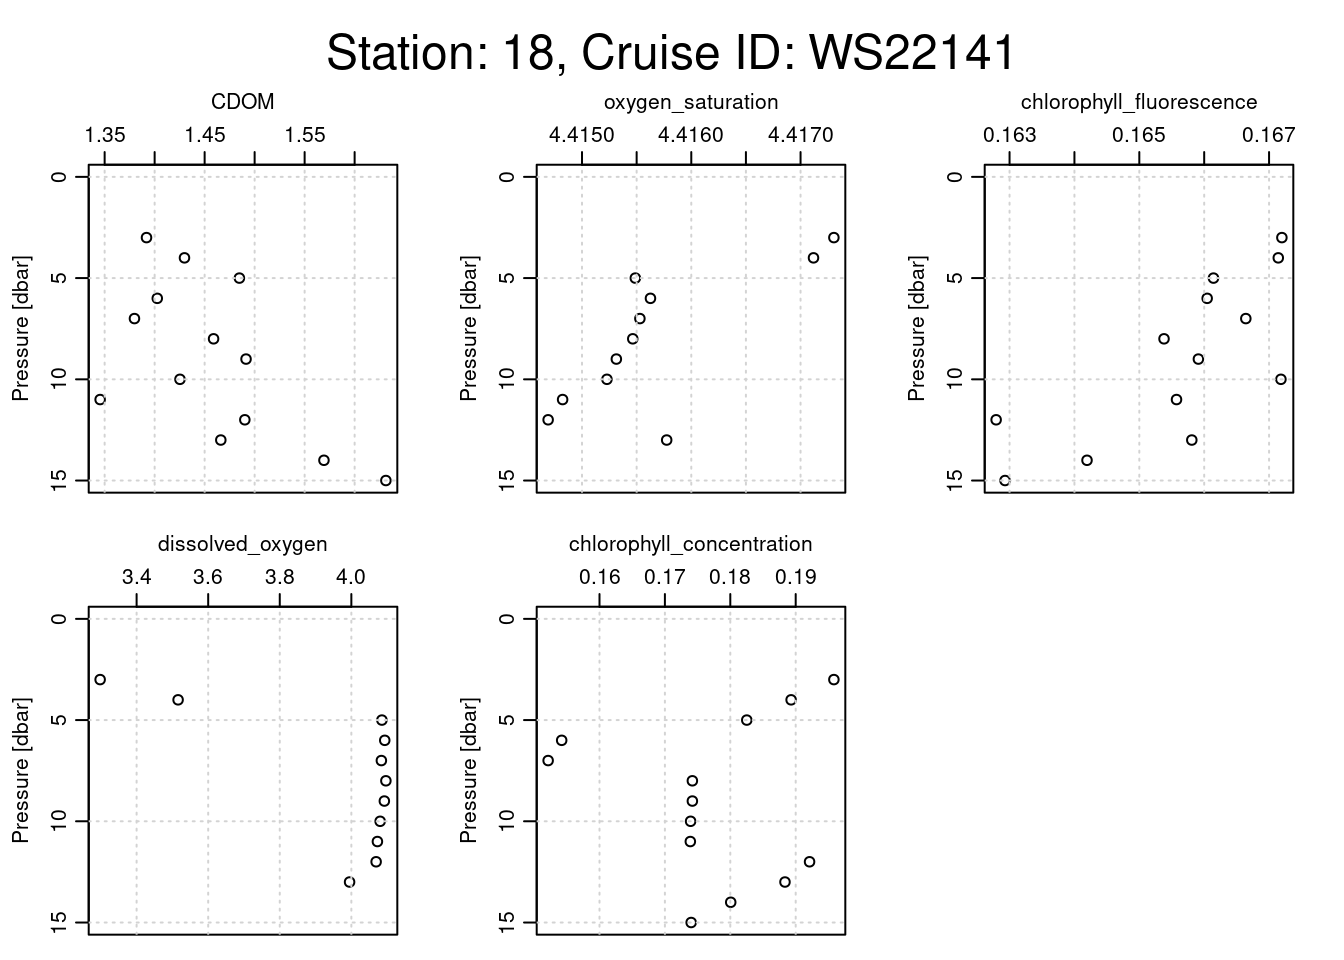 Station: 18, Cruise ID: WS22141
CDOM
1.35 1.45 1.55
0
5
10
15
Pressure [dbar]
oxygen_saturation
4.4150 4.4160 4.4170
0
5
10
15
Pressure [dbar]
chlorophyll_fluorescence
0.163 0.165 0.167
0
5
10
15
Pressure [dbar]
dissolved_oxygen
3.4 3.6 3.8 4.0
0
5
10
15
Pressure [dbar]
chlorophyll_concentration
0.16 0.17 0.18 0.19
0
5
10
15
Pressure [dbar]